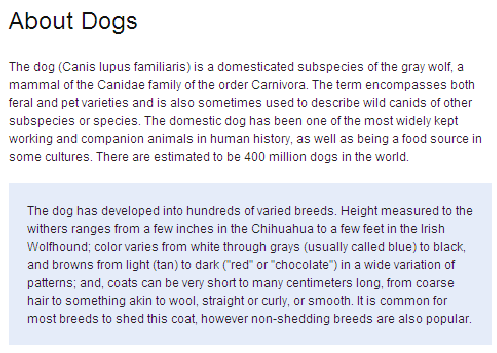 About Dogs
The dog (Canis lupus familiaris) is a domesticated subspecies of the gray wolf, a
mammal of the Canidae family of the order Carnivora. The term encompasses both
feral and pet varieties and is also sometimes used to describe wild canids of other
subspecies or species. The domestic dog has been one of the most widely kept
working and companion animals in human history, as well as being a food source in
some cultures. There are estimated to be 400 million dogs in the world.
The dog has developed into hundreds of varied breeds. Height measured to the
withers ranges from a few inches in the Chihuahua to a few feet in the Irish
Wolfhound; color varies from white through grays (usually called blue) to black,
and browns from light (tan) to dark ("red" or "chocolate") in a wide variation of
patterns; and, coats can be very short to many centimeters long, from coarse
hair to something akin to wool, straight or curly, or smooth. It is common for
most breeds to shed this coat, however non-shedding breeds are also popular.